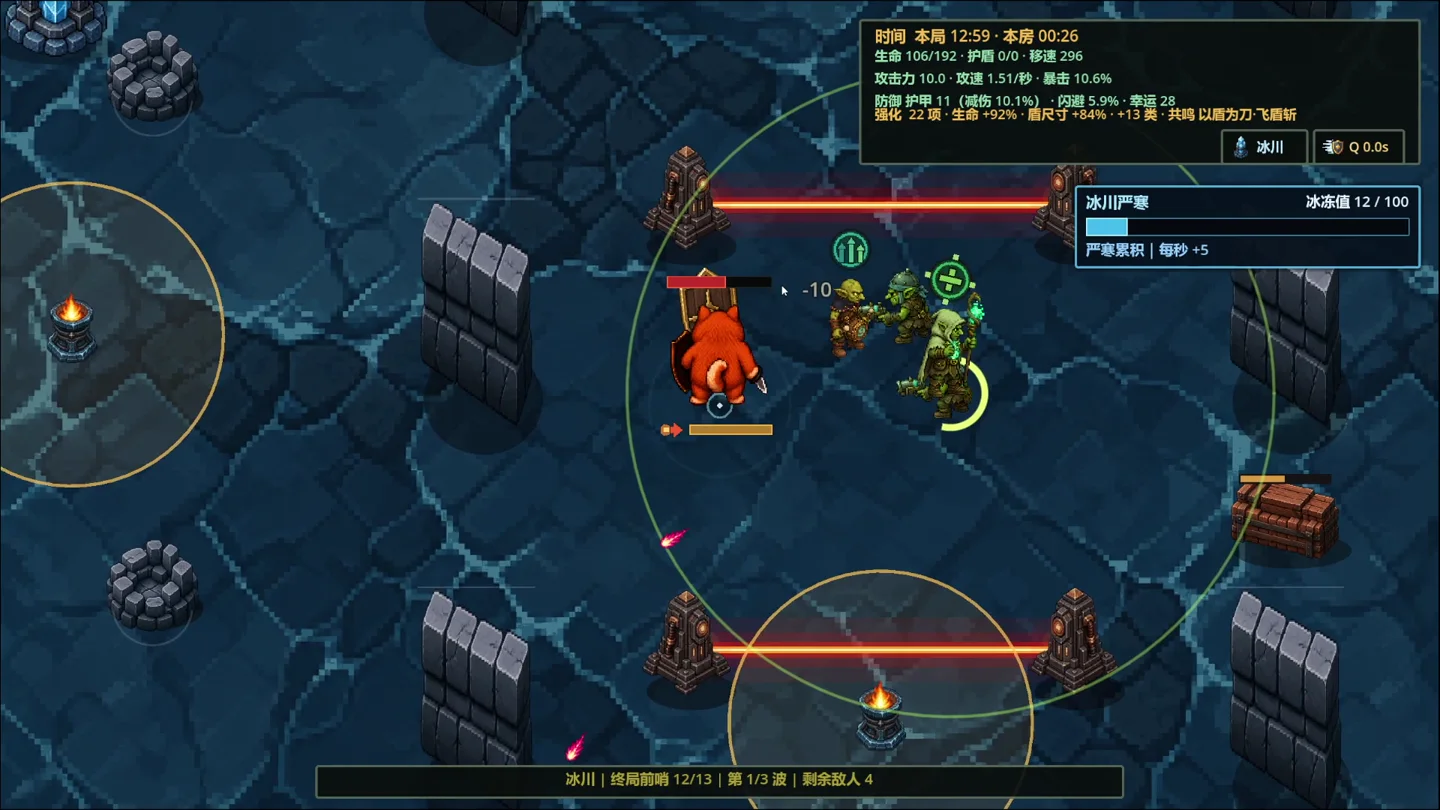 时间 本局 12:59 · 本房 00:26
生命 106/192 · 护盾 0/0 · 移速 296
攻击力 10.0 · 攻速 1.51/秒 · 暴击 10.6%
防御 护甲 11（减伤 10.1%） · 闪避 5.9% · 幸运 28
强化 22 项 · 生命 +92% · 盾尺寸 +84% · +13 类 · 共鸣 以盾为刀·飞盾斩
冰川
Q 0.0s
冰川严寒 冰冻值 12 / 100
严寒累积 | 每秒 +5
-10
冰川 | 终局前哨 12/13 | 第 1/3 波 | 剩余敌人 4